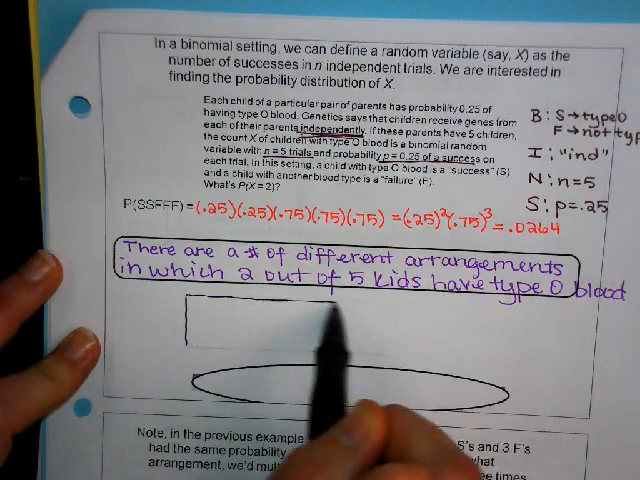 In a binomial setting, we can define a random variable (say, X) as the
number of successes in n independent trials. We are interested in
finding the probability distribution of X.
Each child of a particular pair of parents has probability 0.25 of
having type O blood. Genetics says that children receive genes from
each of their parents independently. If these parents have 5 children,
the count X of children with type O blood is a binomial random
variable with n = 5 trials and probability p = 0.25 of a success on
each trial. In this setting, a child with type O blood is a "success" (S)
and a child with another blood type is a "failure" (F).
What's P(X = 2)?
B: S→type O
F→not typ
I: "ind"
N: n=5
S: p=.25
P(SSFFF) = (.25)(.25)(.75)(.75)(.75) = (.25)²(.75)³ = .0264
There are a # of different arrangements
in which 2 out of 5 kids have type O blood
Note, in the previous example S's and 3 F's
had the same probability what
arrangement, we'd mul ee times